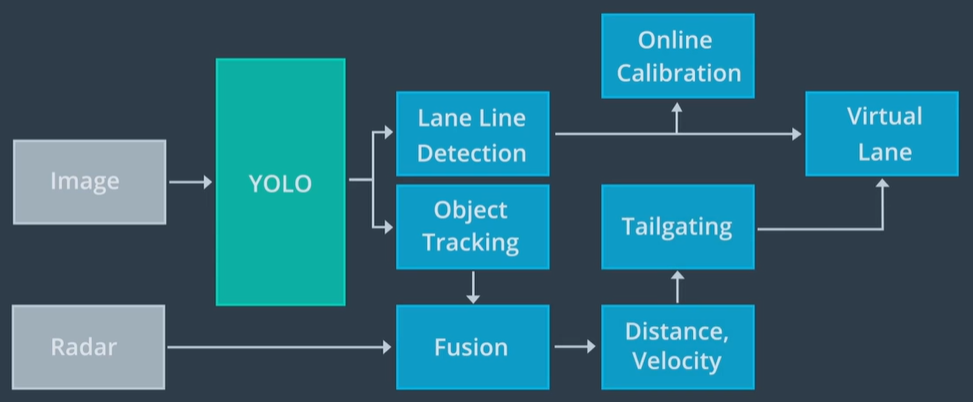 Online
Calibration
Lane Line
Detection
Virtual
Lane
Image
YOLO
Object
Tracking
Tailgating
Radar
Fusion
Distance,
Velocity